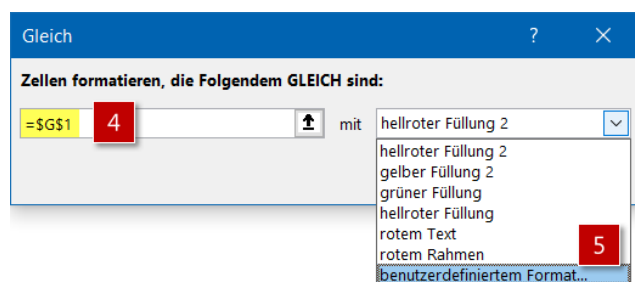 Gleich ?
Zellen formatieren, die Folgendem GLEICH sind:
=$G$1 4 mit hellroter Füllung 2
hellroter Füllung 2
gelber Füllung 2
grüner Füllung
hellroter Füllung
rotem Text
rotem Rahmen
5
benutzerdefiniertem Format...